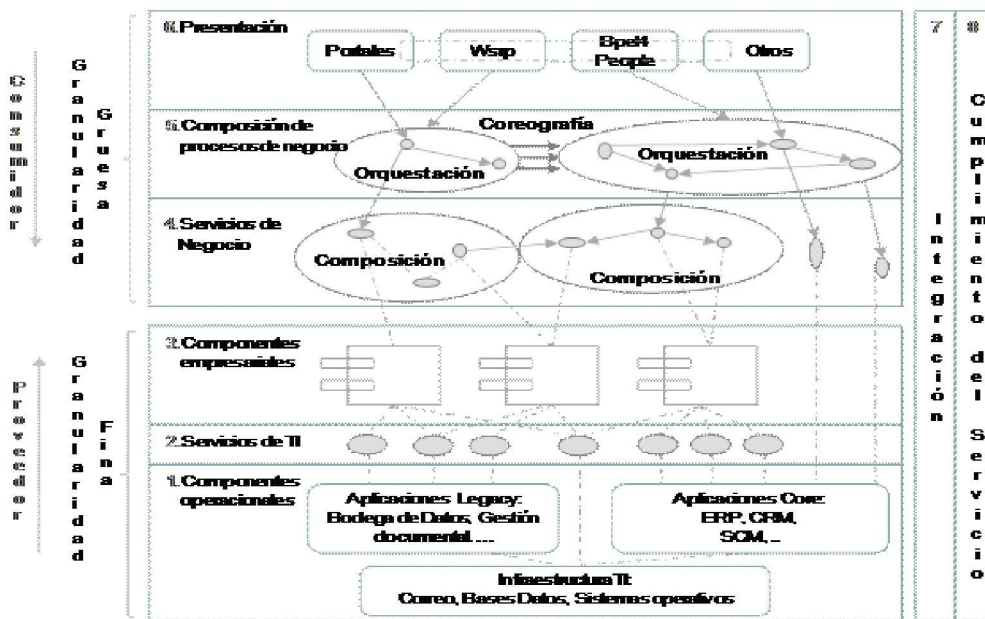 6. Presentación
Portales
Wsrp
Bpel4
People
Otros
5. Composición de
procesos de negocio
Coreografía
Orquestación
Orquestación
4. Servicios de
Negocio
Composición
Composición
3. Componentes
empresariales
2. Servicios de TI
1. Componentes
operacionales
Aplicaciones Legacy:
Bodega de Datos, Gestión
documental....
Aplicaciones Core:
ERP, CRM,
SCM, ..
Infraestructura TI:
Correo, Bases Datos, Sistemas operativos
Consumidor
Granularidad
Gruesa
Proveedor
Granularidad
Fina
7
Integración
8
Cumplimiento del Servicio